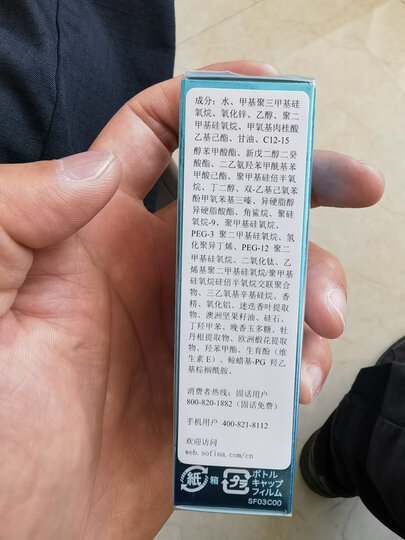 成分：水、甲基聚三甲基硅
氧烷、氧化锌、乙醇、聚二
甲基硅氧烷、甲氧基肉桂酸
乙基己酯、甘油、C12-15
醇苯甲酸酯、新戊二醇二癸
酸酯、二乙氨羟苯甲酰基苯
甲酸己酯、聚甲基硅倍半氧
烷、丁二醇、双-乙基己氧苯
酚甲氧苯基三嗪、异硬脂醇
异硬脂酸酯、角鲨烷、聚硅
氧烷-9、聚甲基硅氧烷、
PEG-3 聚二甲基硅氧烷、氢
化聚异丁烯、PEG-12 聚二
甲基硅氧烷、二氧化钛、乙
烯基聚二甲基硅氧烷/聚甲基
硅氧烷硅倍半氧烷交联聚合
物、三乙氧基辛基硅烷、香
精、氧化铝、迷迭香叶提取
物、澳洲坚果籽油、硅石、
丁羟甲苯、晚香玉多糖、牡
丹根提取物、欧洲椴花提取
物、羟苯甲酯、生育酚（维
生素 E）、鲸蜡基-PG 羟乙
基棕榈酰胺。
消费者热线：固话用户
800-820-1882（固话免费）
手机用户 400-821-8112
欢迎访问
web.sofina.com/cn
紙 箱 プラ ボトル
キャップ
フィルム
SF03C00